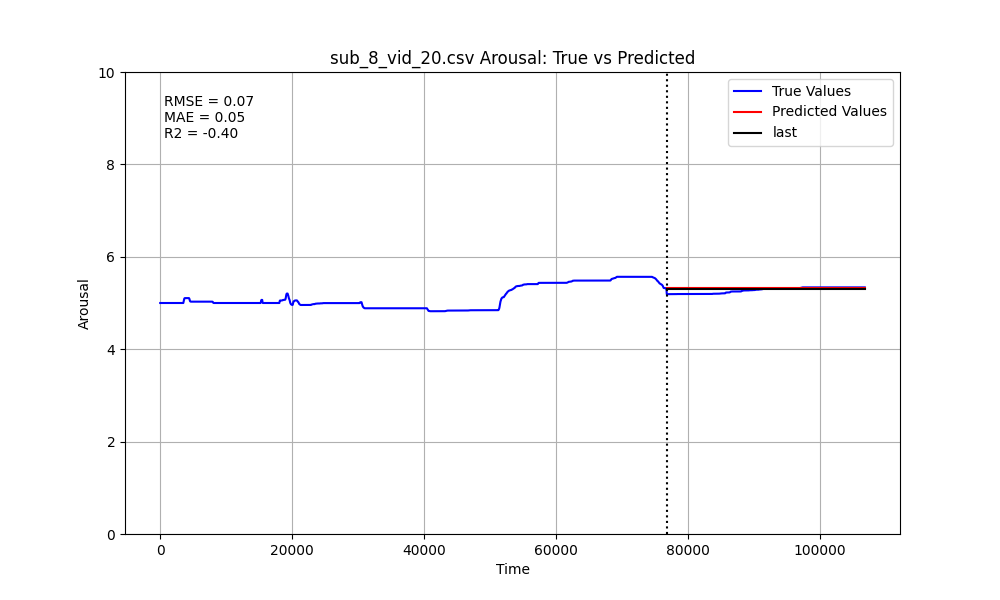 sub_8_vid_20.csv Arousal: True vs Predicted
10
8
6
4
2
0
Arousal
RMSE = 0.07
MAE = 0.05
R2 = -0.40
True Values
Predicted Values
last
0
20000
40000
60000
80000
100000
Time